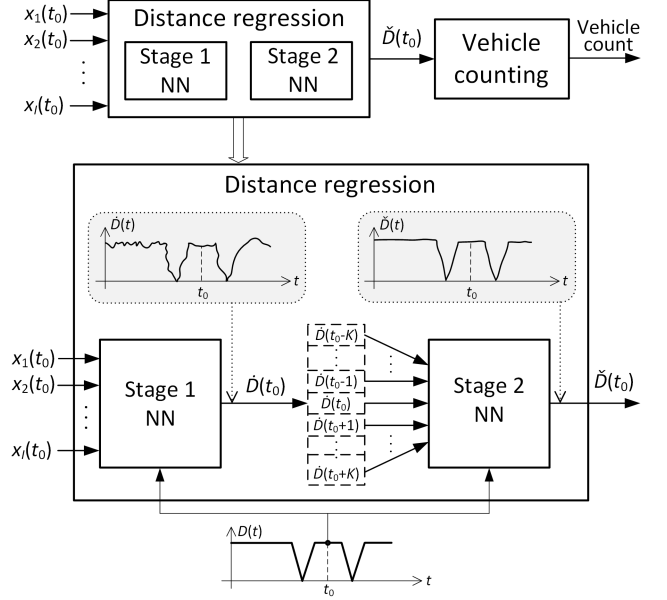 x₁(t₀)
x₂(t₀)
⋮
xᵢ(t₀)
Distance regression
Stage 1
NN
Stage 2
NN
Ď(t₀)
Vehicle
counting
Vehicle
count
Distance regression
Ḋ(t)
t₀
t
Ď(t)
t₀
t
x₁(t₀)
x₂(t₀)
⋮
xᵢ(t₀)
Stage 1
NN
Ḋ(t₀)
Ḋ(t₀-K)
⋮
Ḋ(t₀-1)
Ḋ(t₀)
Ḋ(t₀+1)
⋮
Ḋ(t₀+K)
Stage 2
NN
Ď(t₀)
D(t)
t₀
t